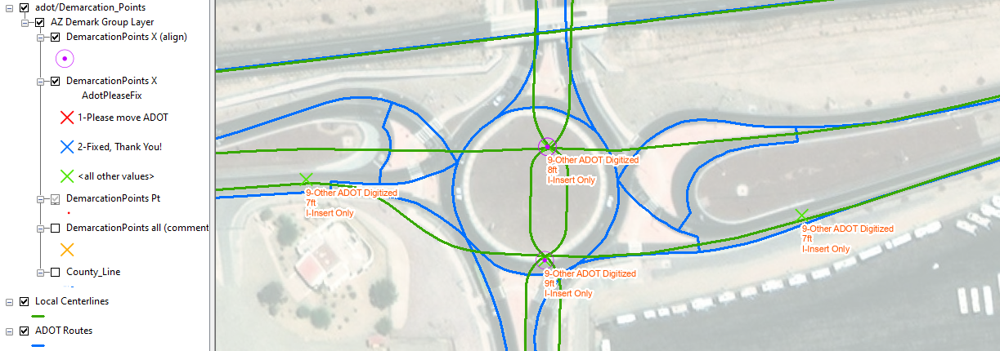 adot/Demarcation_Points
AZ Demark Group Layer
DemarcationPoints X (align)
DemarcationPoints X
AdotPleaseFix
1-Please move ADOT
2-Fixed, Thank You!
<all other values>
DemarcationPoints Pt
DemarcationPoints all (comment
County_Line
Local Centerlines
ADOT Routes
9-Other ADOT Digitized
8ft
I-Insert Only
9-Other ADOT Digitized
7ft
I-Insert Only
9-Other ADOT Digitized
7ft
I-Insert Only
9-Other ADOT Digitized
9ft
I-Insert Only